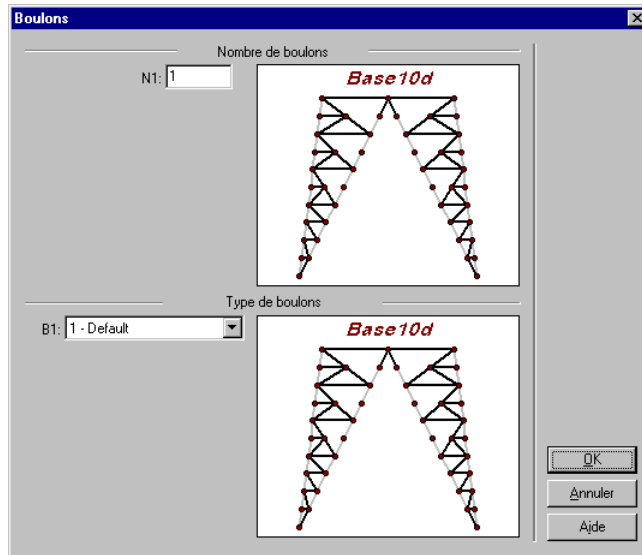 Boulons
Nombre de boulons
N1: 1
Base10d
Type de boulons
B1: 1 - Default
Base10d
OK
Annuler
Aide